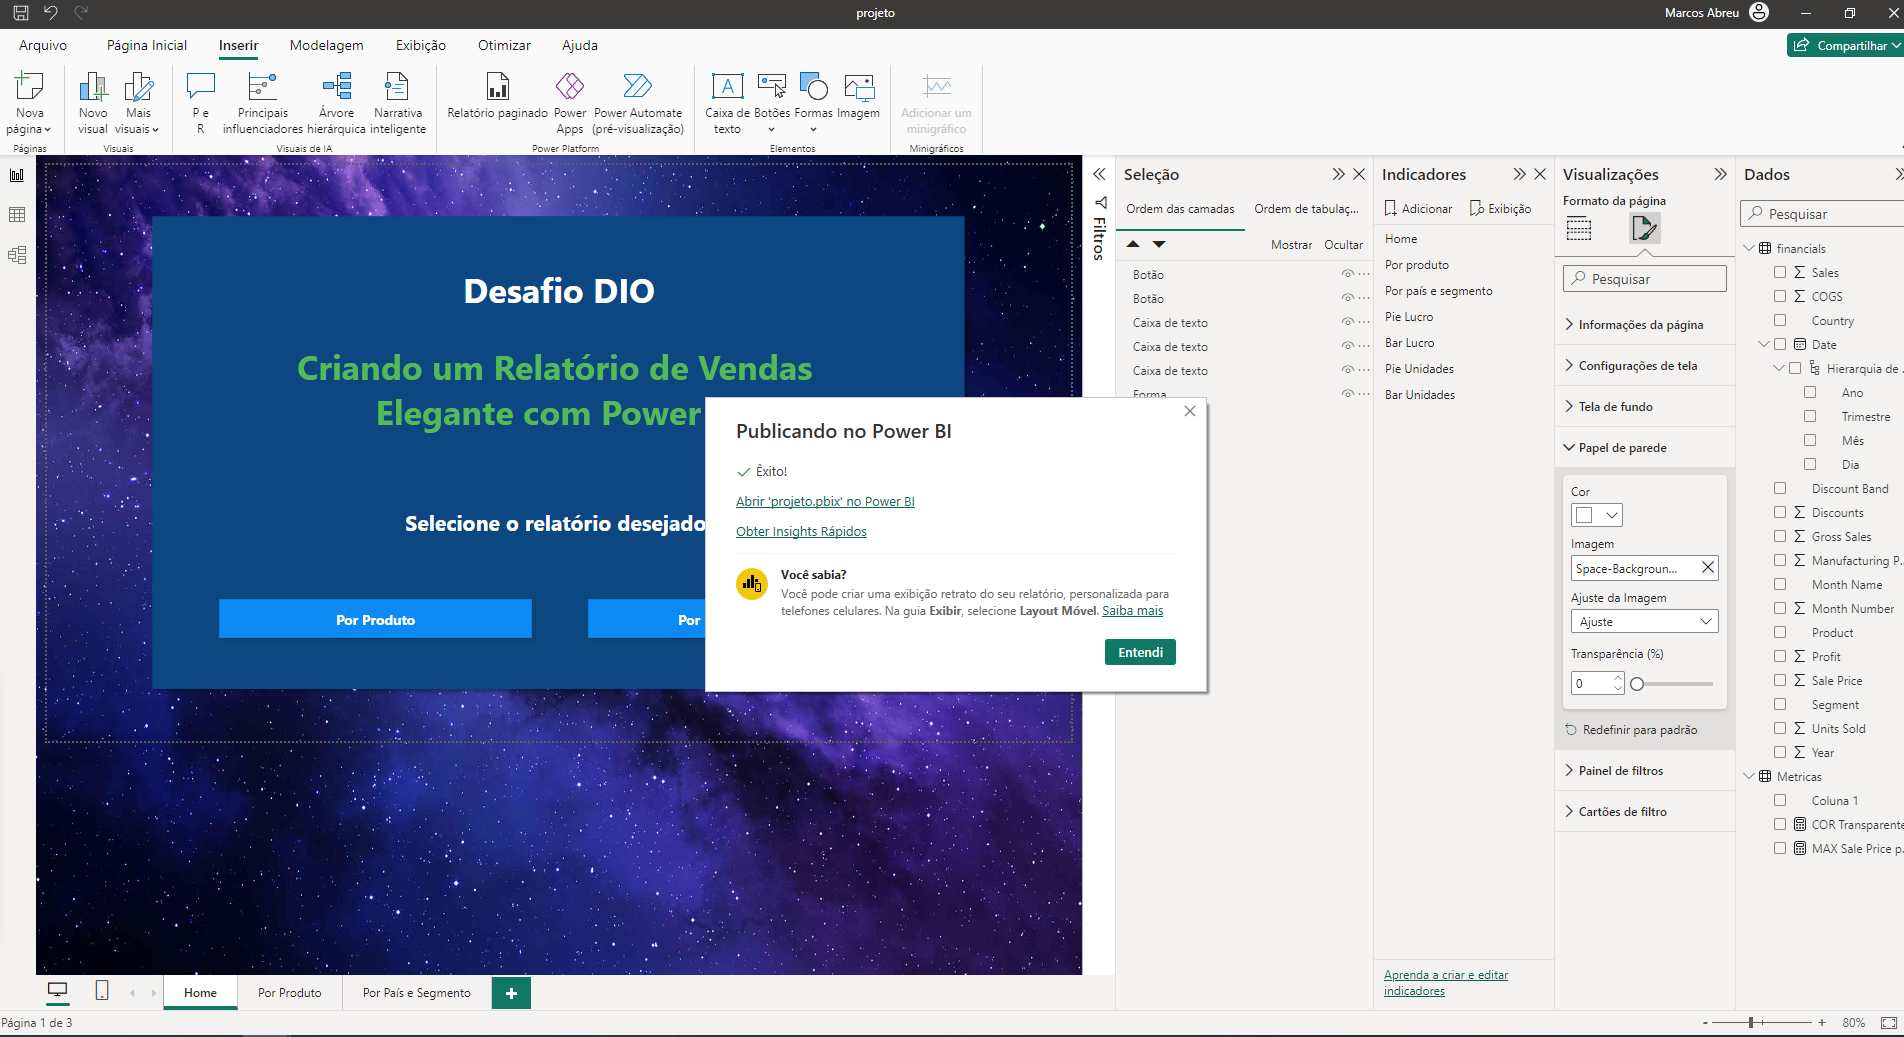 projeto
Marcos Abreu
Arquivo
Página Inicial
Inserir
Modelagem
Exibição
Otimizar
Ajuda
Compartilhar
Nova
página
Páginas
Novo
visual
Mais
visuais
Visuais
P e
R
Principais
influenciadores
Árvore
hierárquica
Narrativa
inteligente
Visuais de IA
Relatório paginado
Power
Apps
Power Automate
(pré-visualização)
Power Platform
Caixa de
texto
Botões
Formas
Imagem
Elementos
Adicionar um
minigráfico
Minigráficos
Desafio DIO
Criando um Relatório de Vendas
Elegante com Power
Selecione o relatório desejado
Por Produto
Por
Publicando no Power BI
Êxito!
Abrir 'projeto.pbix' no Power BI
Obter Insights Rápidos
Você sabia?
Você pode criar uma exibição retrato do seu relatório, personalizada para
telefones celulares. Na guia Exibir, selecione Layout Móvel. Saiba mais
Entendi
Filtros
Seleção
Ordem das camadas
Ordem de tabulaç...
Mostrar
Ocultar
Botão
Botão
Caixa de texto
Caixa de texto
Caixa de texto
Forma
Indicadores
Adicionar
Exibição
Home
Por produto
Por país e segmento
Pie Lucro
Bar Lucro
Pie Unidades
Bar Unidades
Aprenda a criar e editar
indicadores
Visualizações
Formato da página
Pesquisar
Informações da página
Configurações de tela
Tela de fundo
Papel de parede
Cor
Imagem
Space-Backgroun...
Ajuste da Imagem
Ajuste
Transparência (%)
0
Redefinir para padrão
Painel de filtros
Cartões de filtro
Dados
Pesquisar
financials
Sales
COGS
Country
Date
Hierarquia de
Ano
Trimestre
Mês
Dia
Discount Band
Discounts
Gross Sales
Manufacturing P...
Month Name
Month Number
Product
Profit
Sale Price
Segment
Units Sold
Year
Metricas
Coluna 1
COR Transparente
MAX Sale Price p...
Home
Por Produto
Por País e Segmento
+
Página 1 de 3
- + 80%